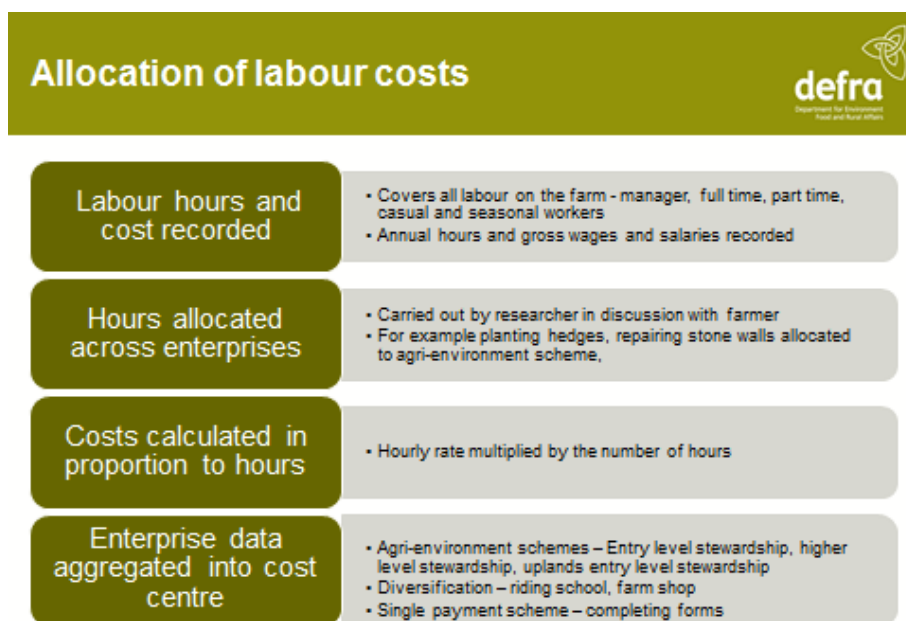 Allocation of labour costs
defra
Department for Environment
Food and Rural Affairs
Labour hours and
cost recorded
▪ Covers all labour on the farm - manager, full time, part time,
casual and seasonal workers
▪ Annual hours and gross wages and salaries recorded
Hours allocated
across enterprises
▪ Carried out by researcher in discussion with farmer
▪ For example planting hedges, repairing stone walls allocated
to agri-environment scheme,
Costs calculated in
proportion to hours
▪ Hourly rate multiplied by the number of hours
Enterprise data
aggregated into cost
centre
▪ Agri-environment schemes – Entry level stewardship, higher
level stewardship, uplands entry level stewardship
▪ Diversification – riding school, farm shop
▪ Single payment scheme – completing forms